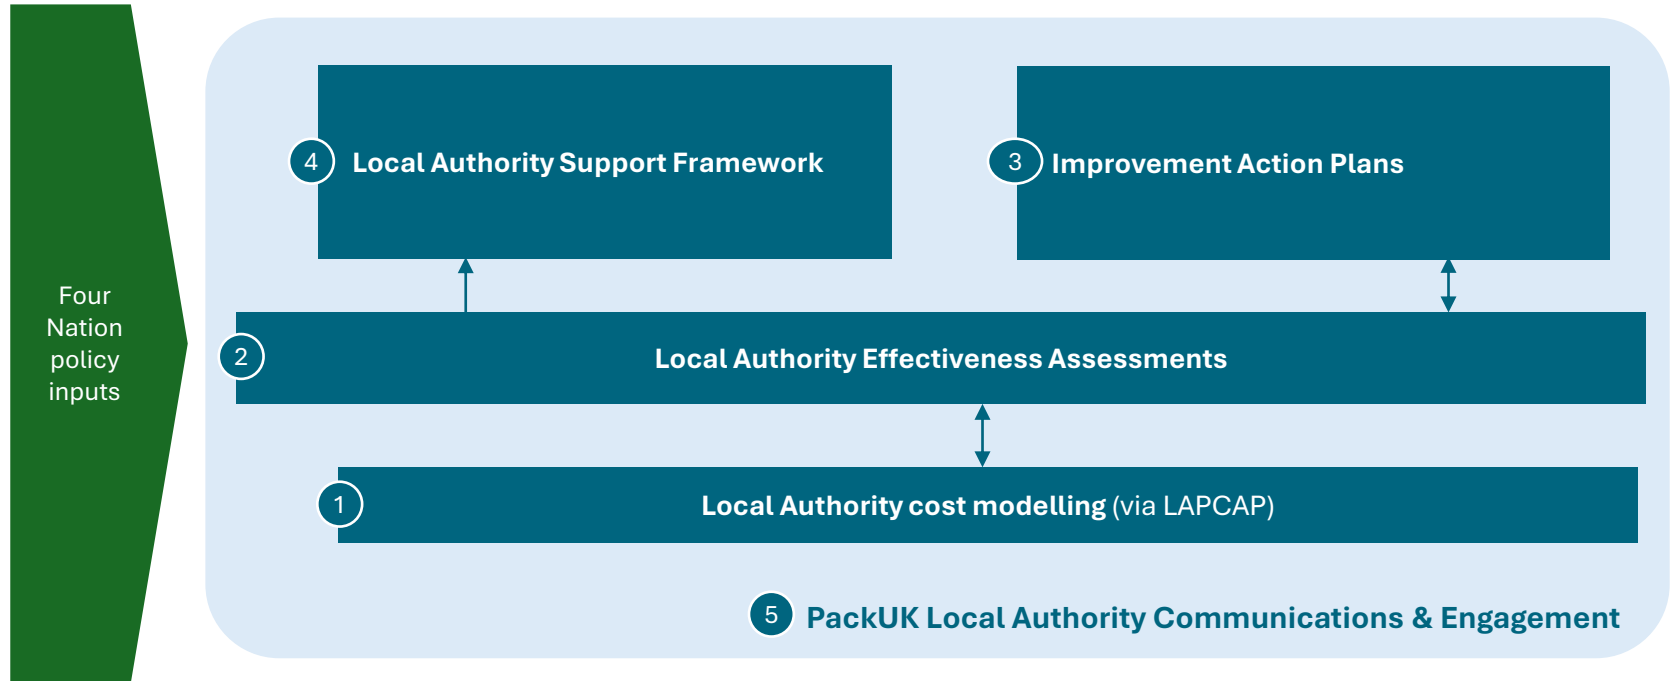 Four
Nation
policy
inputs
4 Local Authority Support Framework
3 Improvement Action Plans
2 Local Authority Effectiveness Assessments
1 Local Authority cost modelling (via LAPCAP)
5 PackUK Local Authority Communications & Engagement